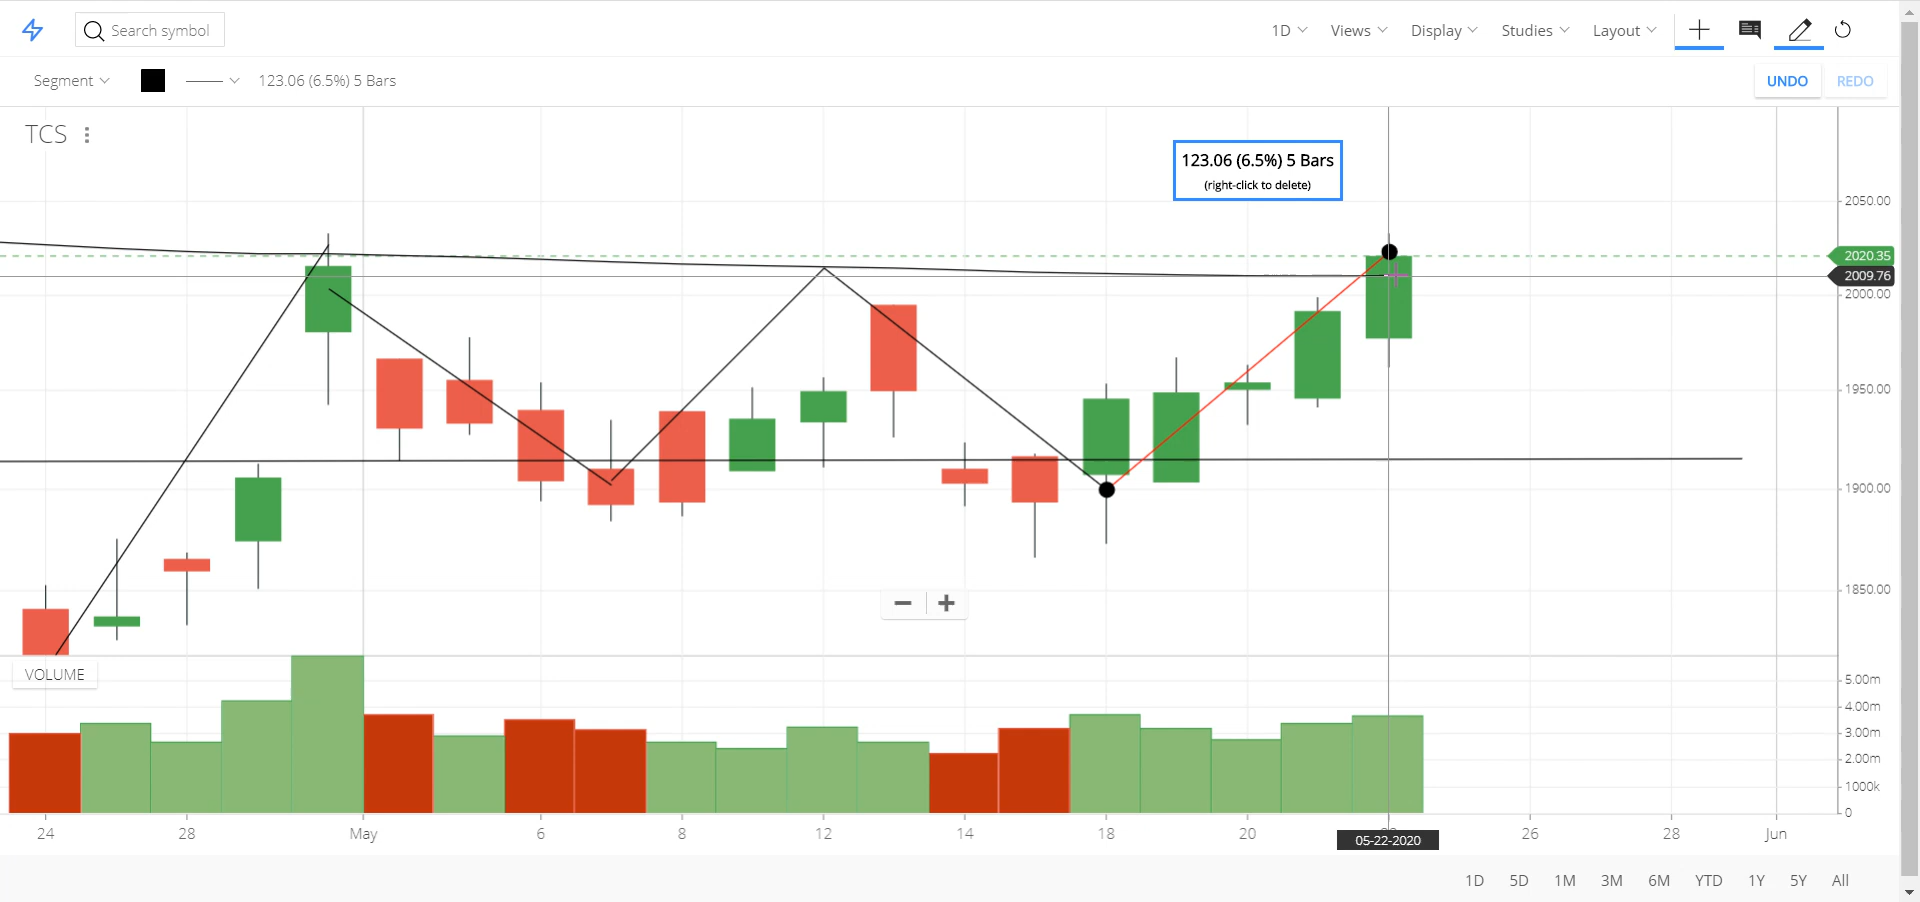 Search symbol
1D
Views
Display
Studies
Layout
Segment
123.06 (6.5%) 5 Bars
UNDO
REDO
TCS
123.06 (6.5%) 5 Bars
(right-click to delete)
2050.00
2020.35
2009.76
2000.00
1950.00
1900.00
1850.00
VOLUME
5.00m
4.00m
3.00m
2.00m
1000k
0
24 28 May 6 8 12 14 18 20 26 28 Jun
05-22-2020
1D 5D 1M 3M 6M YTD 1Y 5Y All